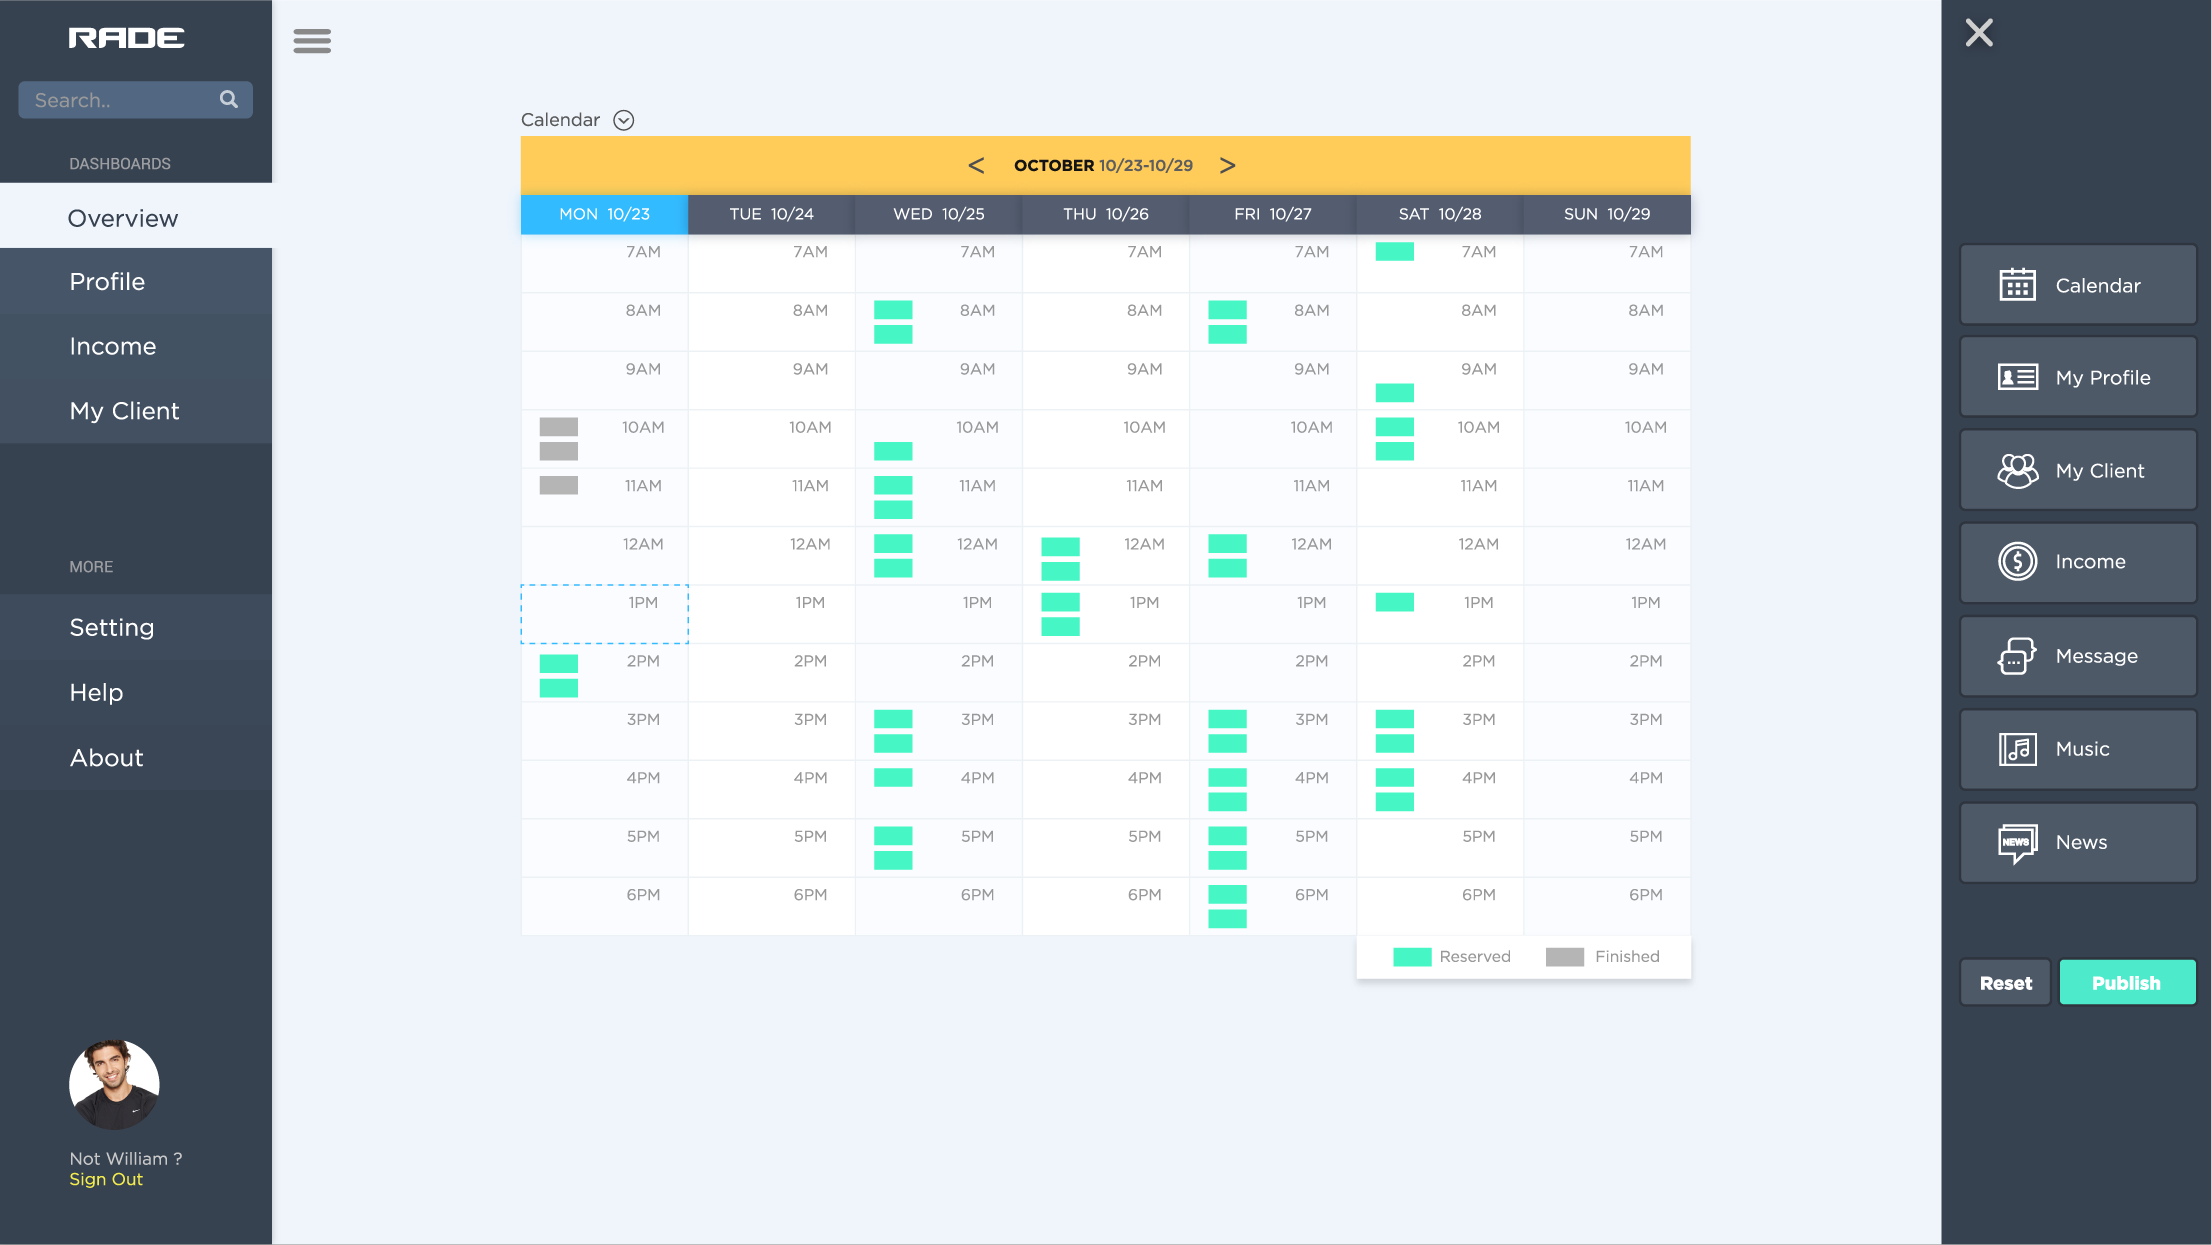 RADE
Search..
DASHBOARDS
Overview
Profile
Income
My Client
MORE
Setting
Help
About
Not William ?
Sign Out
Calendar
< OCTOBER 10/23-10/29 >
MON 10/23 TUE 10/24 WED 10/25 THU 10/26 FRI 10/27 SAT 10/28 SUN 10/29
7AM 7AM 7AM 7AM 7AM 7AM 7AM
8AM 8AM 8AM 8AM 8AM 8AM 8AM
9AM 9AM 9AM 9AM 9AM 9AM 9AM
10AM 10AM 10AM 10AM 10AM 10AM 10AM
11AM 11AM 11AM 11AM 11AM 11AM 11AM
12AM 12AM 12AM 12AM 12AM 12AM 12AM
1PM 1PM 1PM 1PM 1PM 1PM 1PM
2PM 2PM 2PM 2PM 2PM 2PM 2PM
3PM 3PM 3PM 3PM 3PM 3PM 3PM
4PM 4PM 4PM 4PM 4PM 4PM 4PM
5PM 5PM 5PM 5PM 5PM 5PM 5PM
6PM 6PM 6PM 6PM 6PM 6PM 6PM
Reserved Finished
Calendar
My Profile
My Client
$ Income
Message
Music
NEWS News
Reset Publish